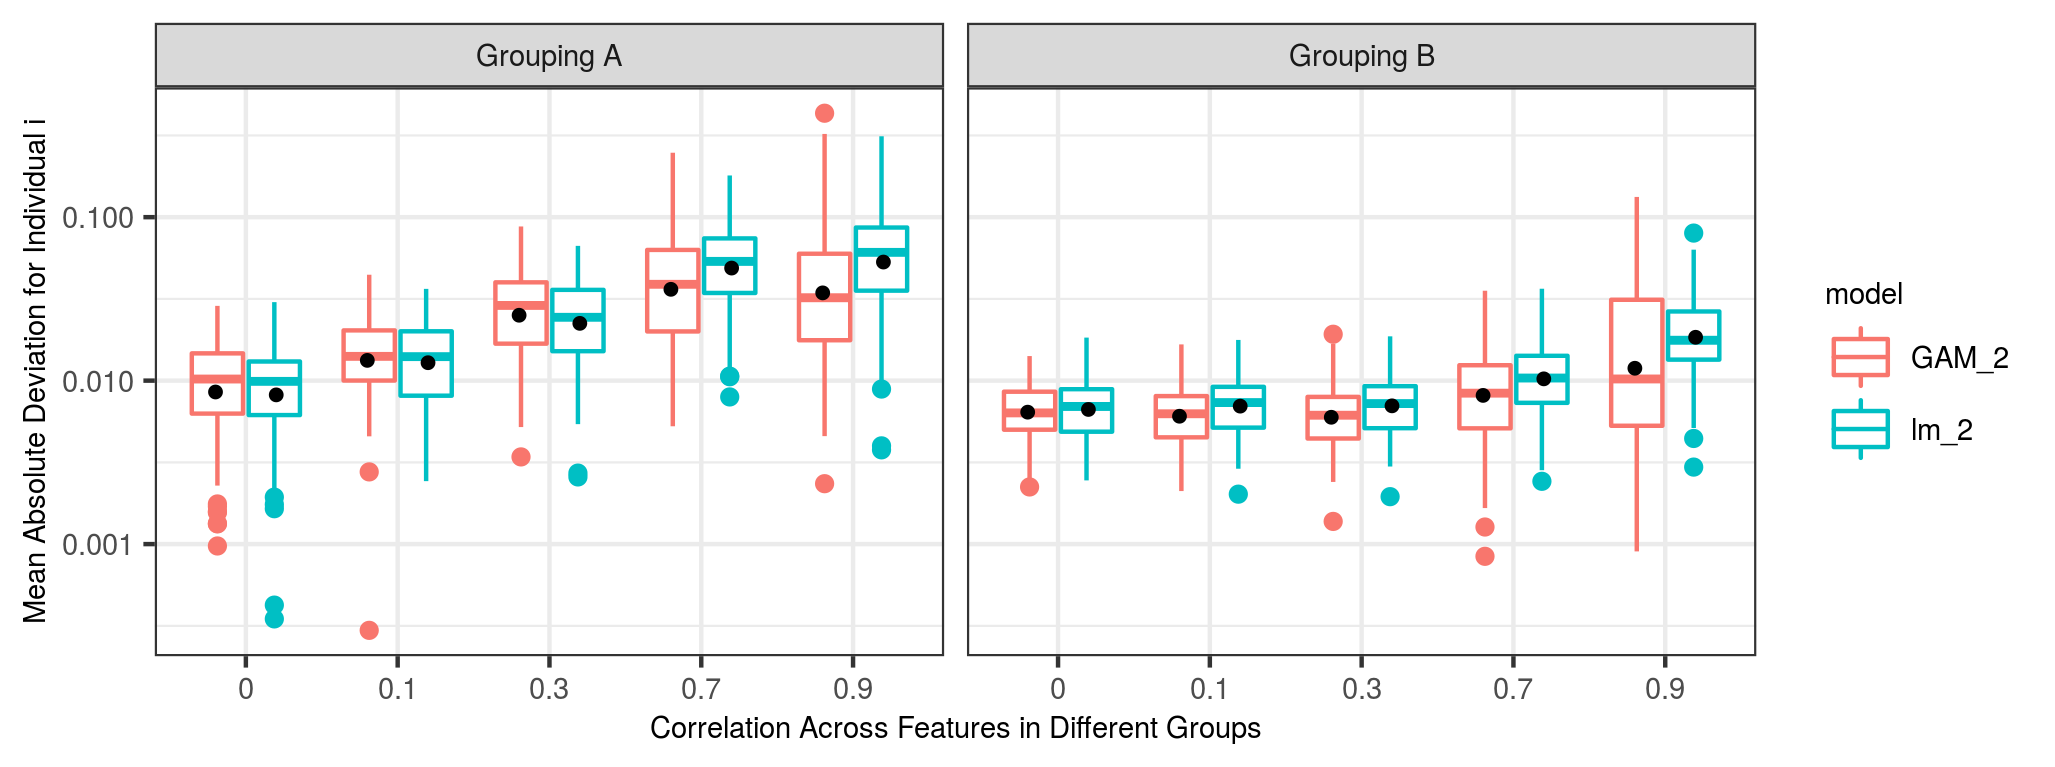 Grouping A
Grouping B
Mean Absolute Deviation for Individual i
0.100
0.010
0.001
0 0.1 0.3 0.7 0.9
0 0.1 0.3 0.7 0.9
Correlation Across Features in Different Groups
model
GAM_2
lm_2